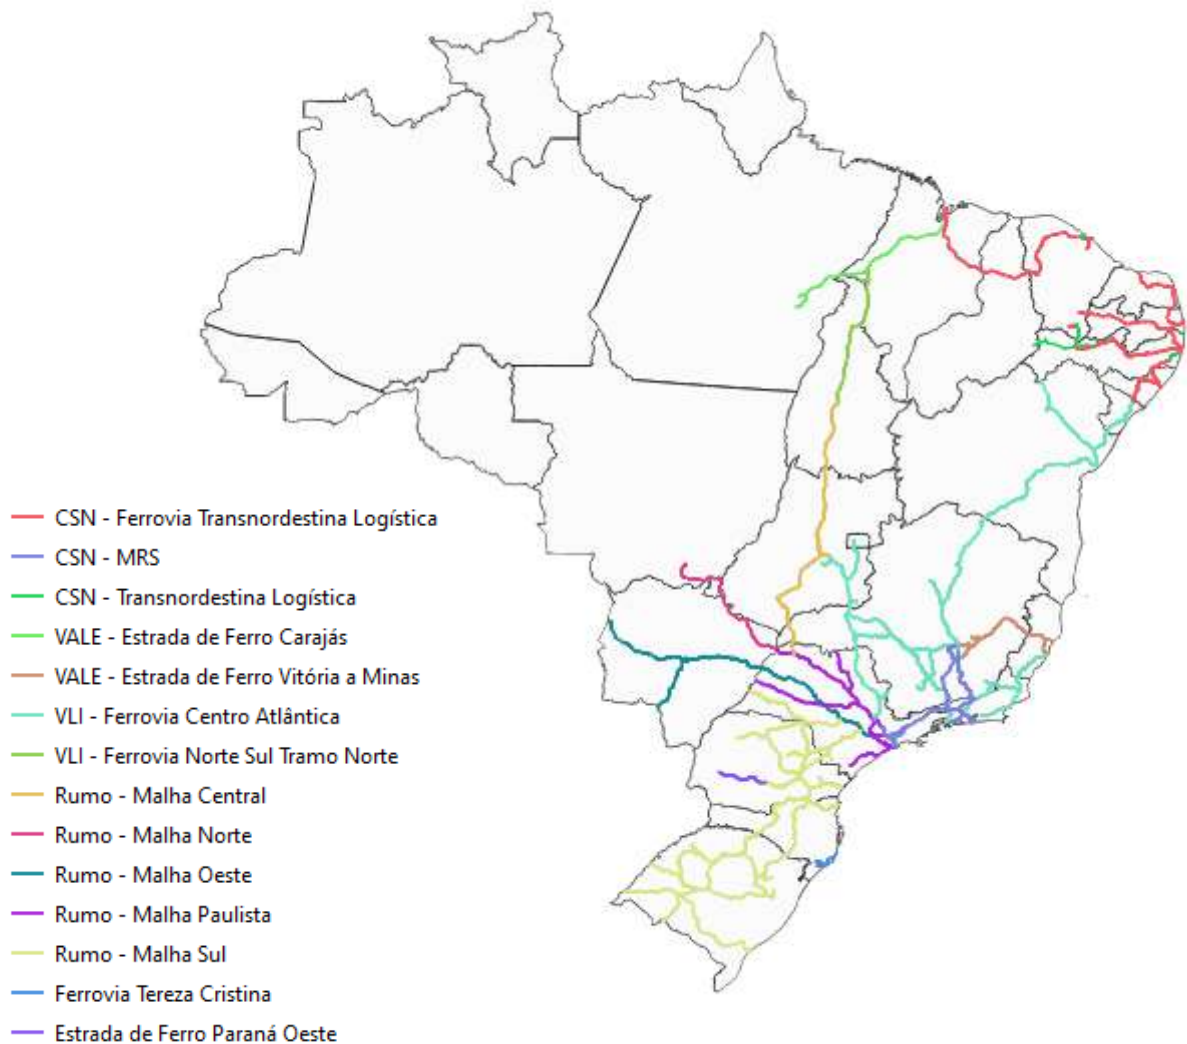 CSN - Ferrovia Transnordestina Logística
CSN - MRS
CSN - Transnordestina Logística
VALE - Estrada de Ferro Carajás
VALE - Estrada de Ferro Vitória a Minas
VLI - Ferrovia Centro Atlântica
VLI - Ferrovia Norte Sul Tramo Norte
Rumo - Malha Central
Rumo - Malha Norte
Rumo - Malha Oeste
Rumo - Malha Paulista
Rumo - Malha Sul
Ferrovia Tereza Cristina
Estrada de Ferro Paraná Oeste